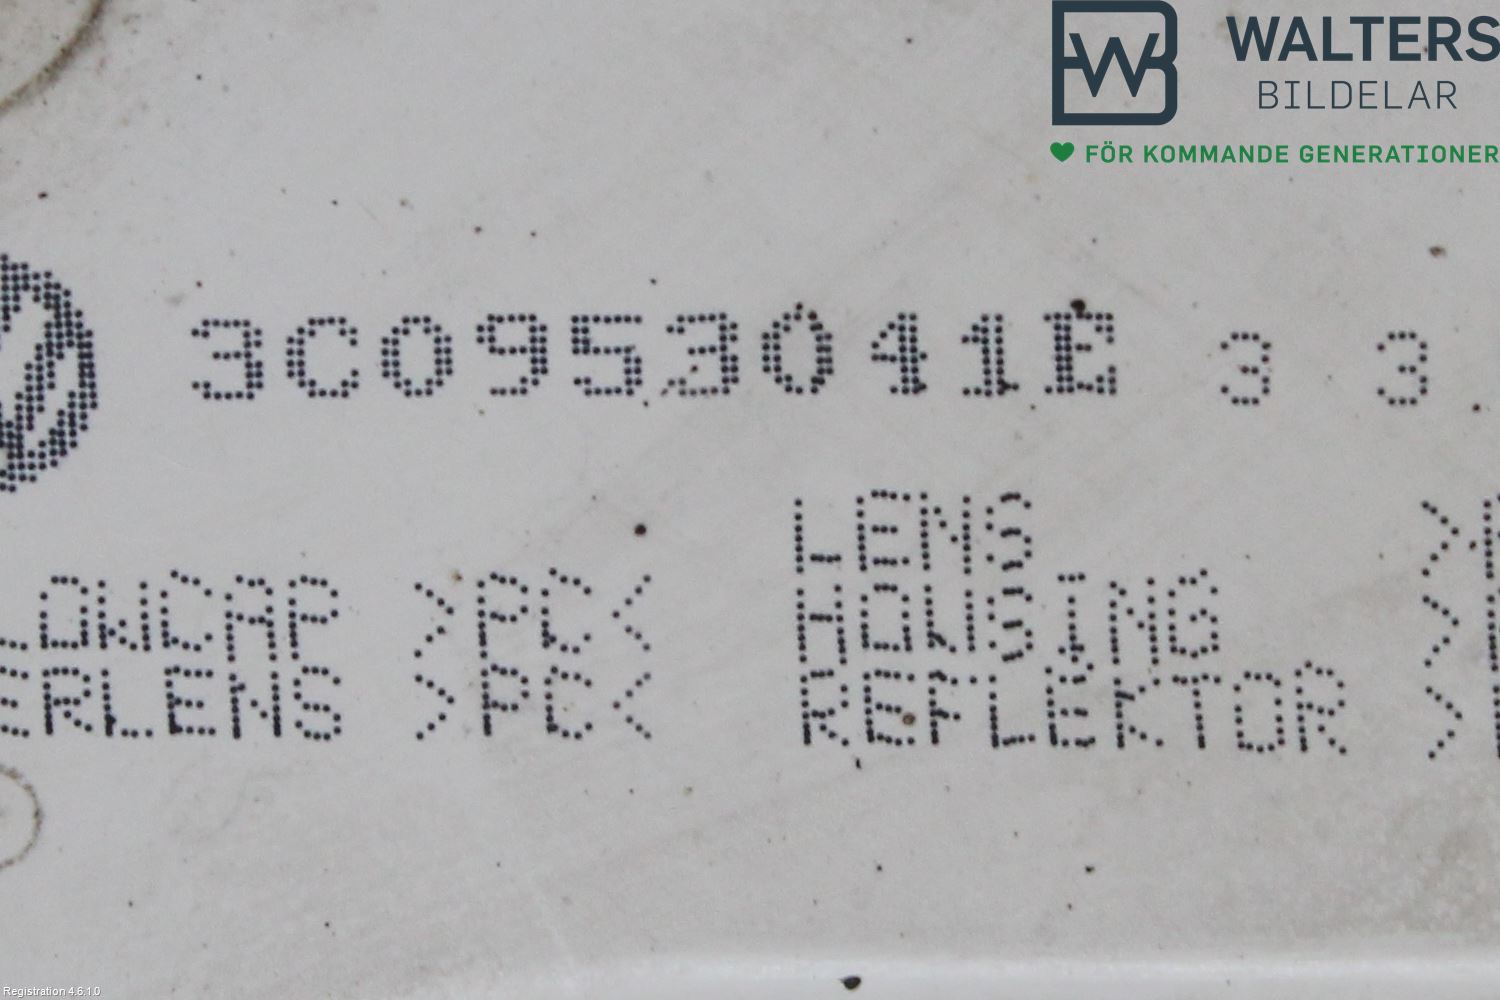 WALTERS
BILDELAR
FÖR KOMMANDE GENERATIONER
3C0953041E 3 3
LENS
LOWCAP >PC< HOUSING
ERLENS >PC< REFLEKTOR
Registration 4.6.1.0